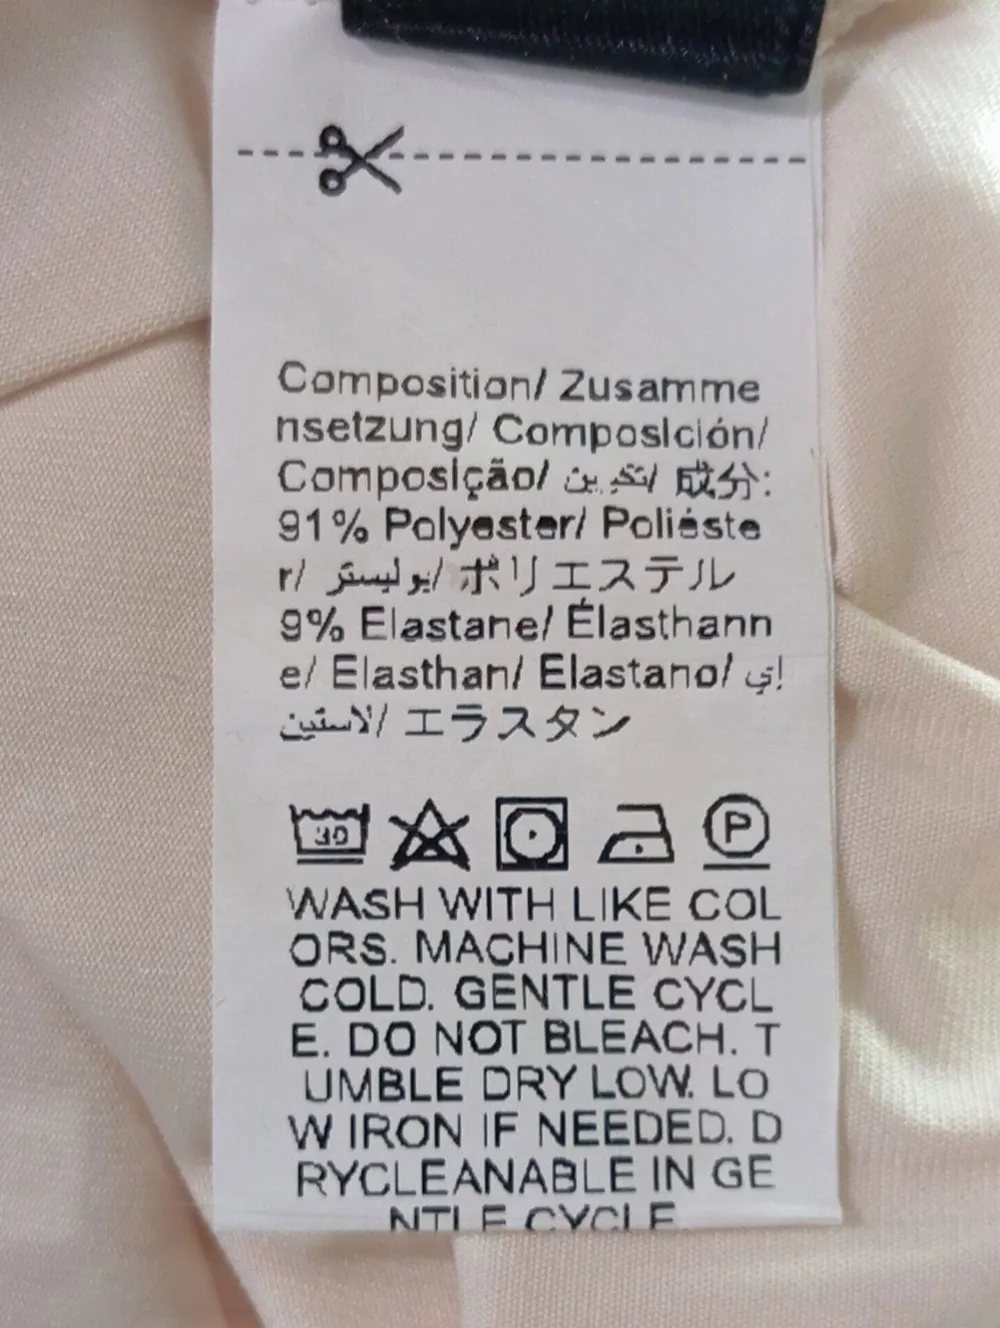 Composition/ Zusamme
nsetzung/ Composición/
Composição/ تكوين/ 成分:
91% Polyester/ Poliéste
r/ بوليستر/ ポリエステル
9% Elastane/ Élasthann
e/ Elasthan/ Elastano/ إي
لاستين/ エラスタン
30 P
WASH WITH LIKE COL
ORS. MACHINE WASH
COLD. GENTLE CYCL
E. DO NOT BLEACH. T
UMBLE DRY LOW. LO
W IRON IF NEEDED. D
RYCLEANABLE IN GE
NTLE CYCLE